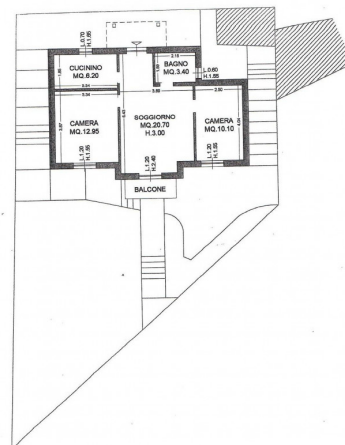 L.0.70
H.1.65
CUCININO
MQ.6.20
BAGNO
MQ.3.40
L.0.60
H.1.55
CAMERA
MQ.12.95
SOGGIORNO
MQ.20.70
H.3.00
CAMERA
MQ.10.10
L.1.20
H.1.55
L.1.20
H.2.40
L.1.20
H.1.55
BALCONE